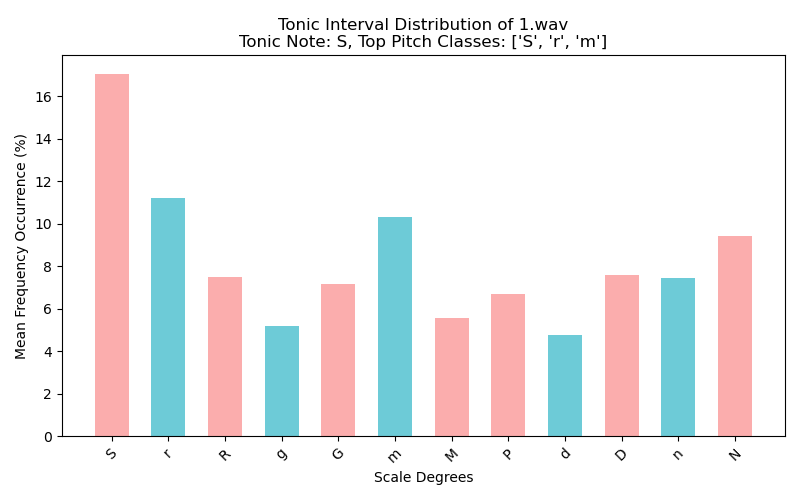 Tonic Interval Distribution of 1.wav
Tonic Note: S, Top Pitch Classes: ['S', 'r', 'm']
Mean Frequency Occurrence (%)
16
14
12
10
8
6
4
2
0
S r R g G m M P d D n N
Scale Degrees